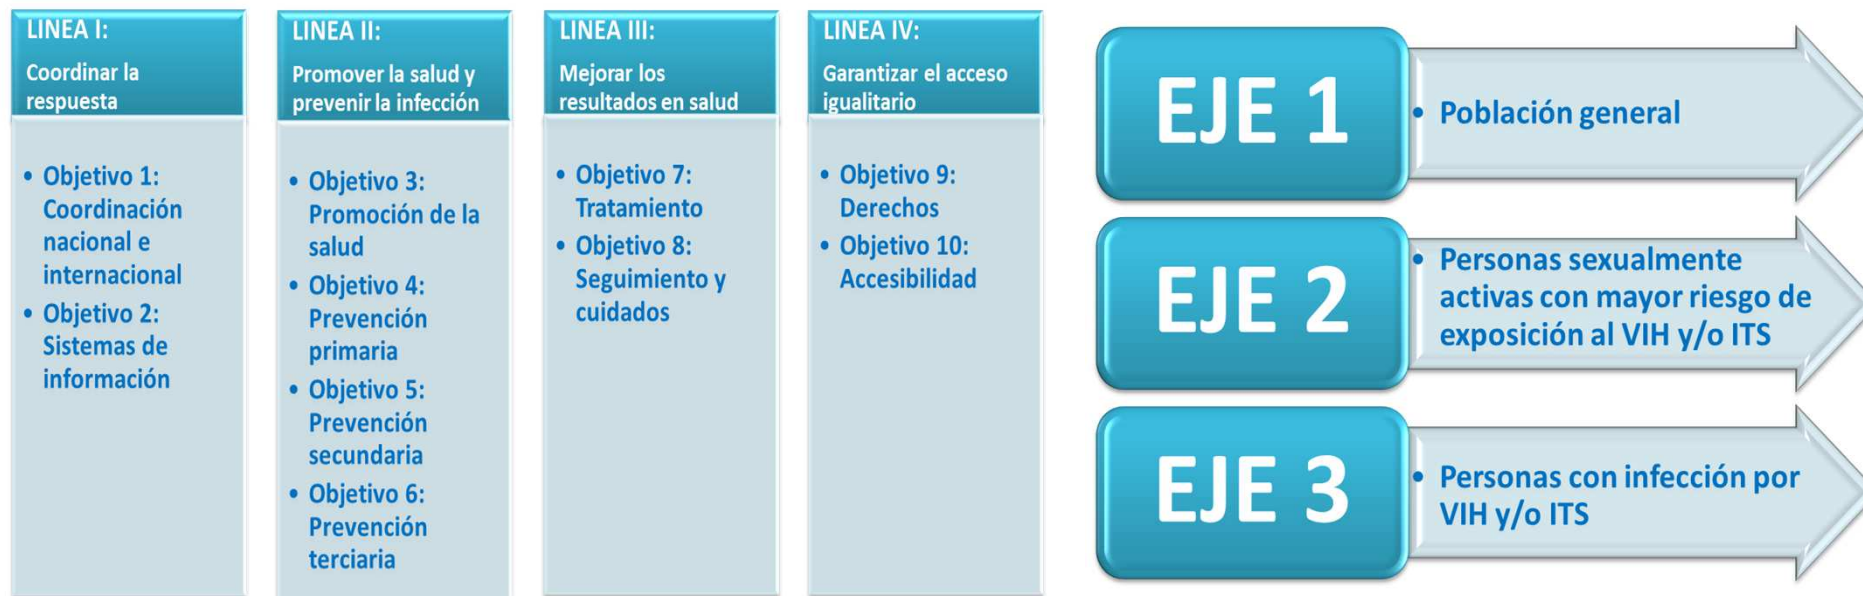 LINEA I:
Coordinar la
respuesta
• Objetivo 1:
Coordinación
nacional e
internacional
• Objetivo 2:
Sistemas de
información
LINEA II:
Promover la salud y
prevenir la infección
• Objetivo 3:
Promoción de la
salud
• Objetivo 4:
Prevención
primaria
• Objetivo 5:
Prevención
secundaria
• Objetivo 6:
Prevención
terciaria
LINEA III:
Mejorar los
resultados en salud
• Objetivo 7:
Tratamiento
• Objetivo 8:
Seguimiento y
cuidados
LINEA IV:
Garantizar el acceso
igualitario
• Objetivo 9:
Derechos
• Objetivo 10:
Accesibilidad
EJE 1
• Población general
EJE 2
• Personas sexualmente
activas con mayor riesgo de
exposición al VIH y/o ITS
EJE 3
• Personas con infección por
VIH y/o ITS